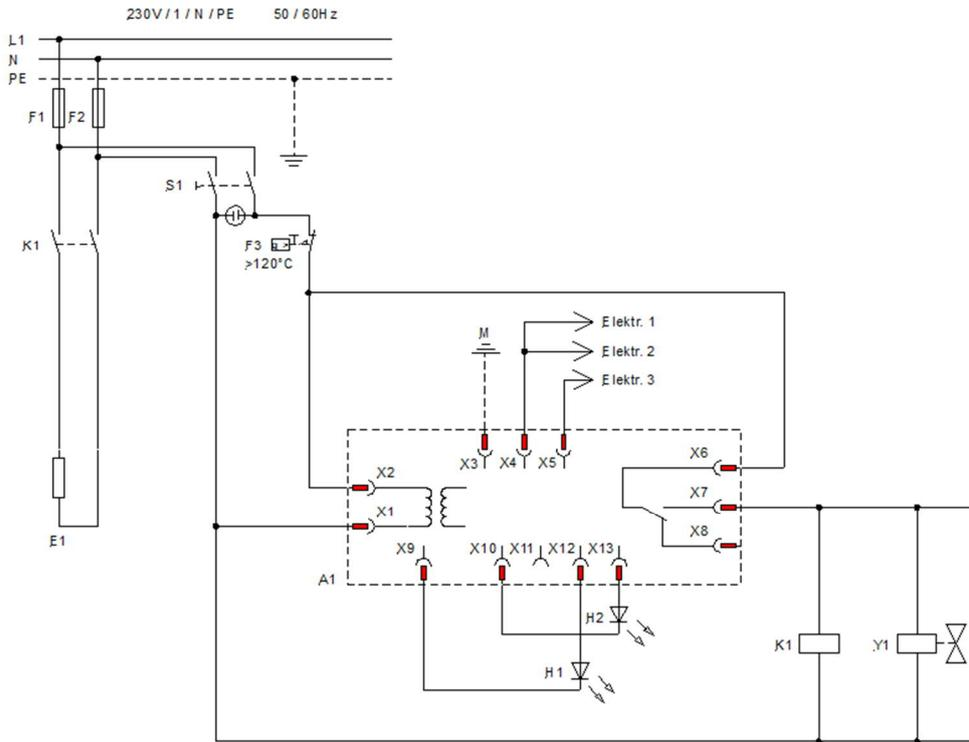 230V / 1 / N / PE 50 / 60Hz
L1
N
PE
F1 F2
S1
K1
F3
>120°C
Elektr. 1
M
Elektr. 2
Elektr. 3
X3 X4 X5
X6
X2
X7
X1
X8
X9 X10 X11 X12 X13
E1
A1
H2
K1 Y1
H1